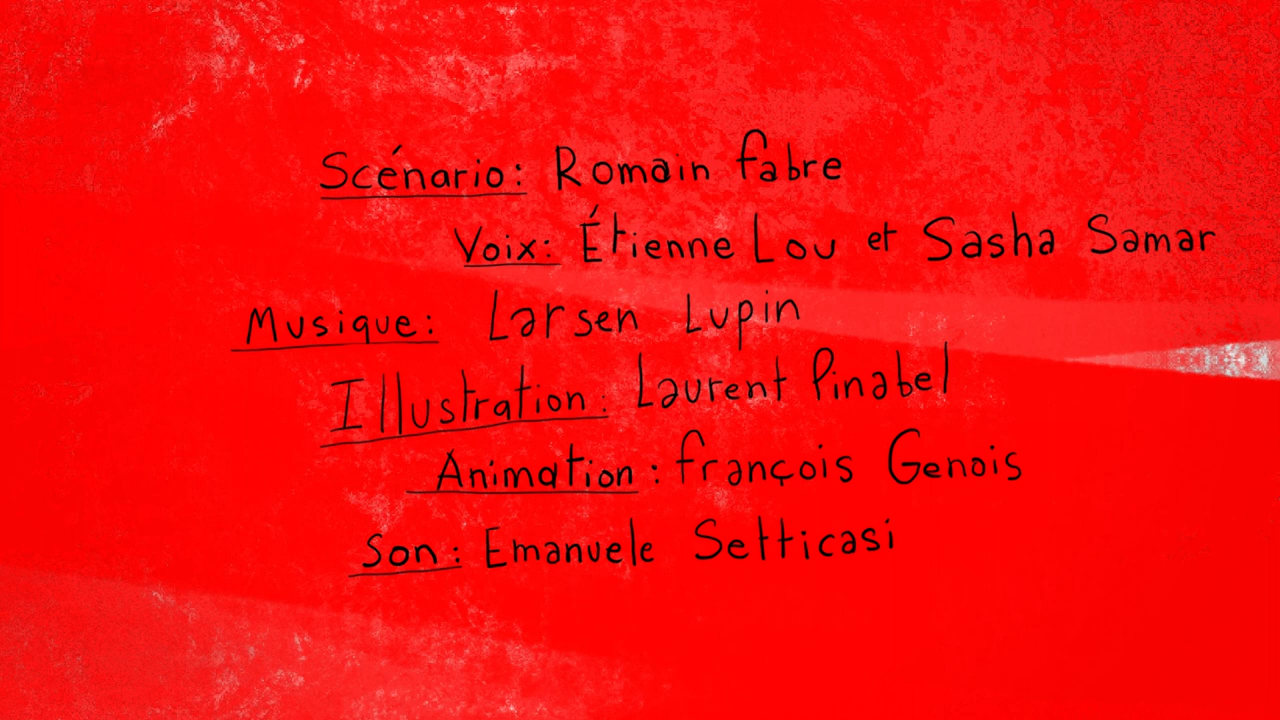 Scénario: Romain Fabre
Voix: Étienne Lou et Sasha Samar
Musique: Larsen Lupin
Illustration: Laurent Pinabel
Animation: François Genois
Son: Emanuele Setticasi